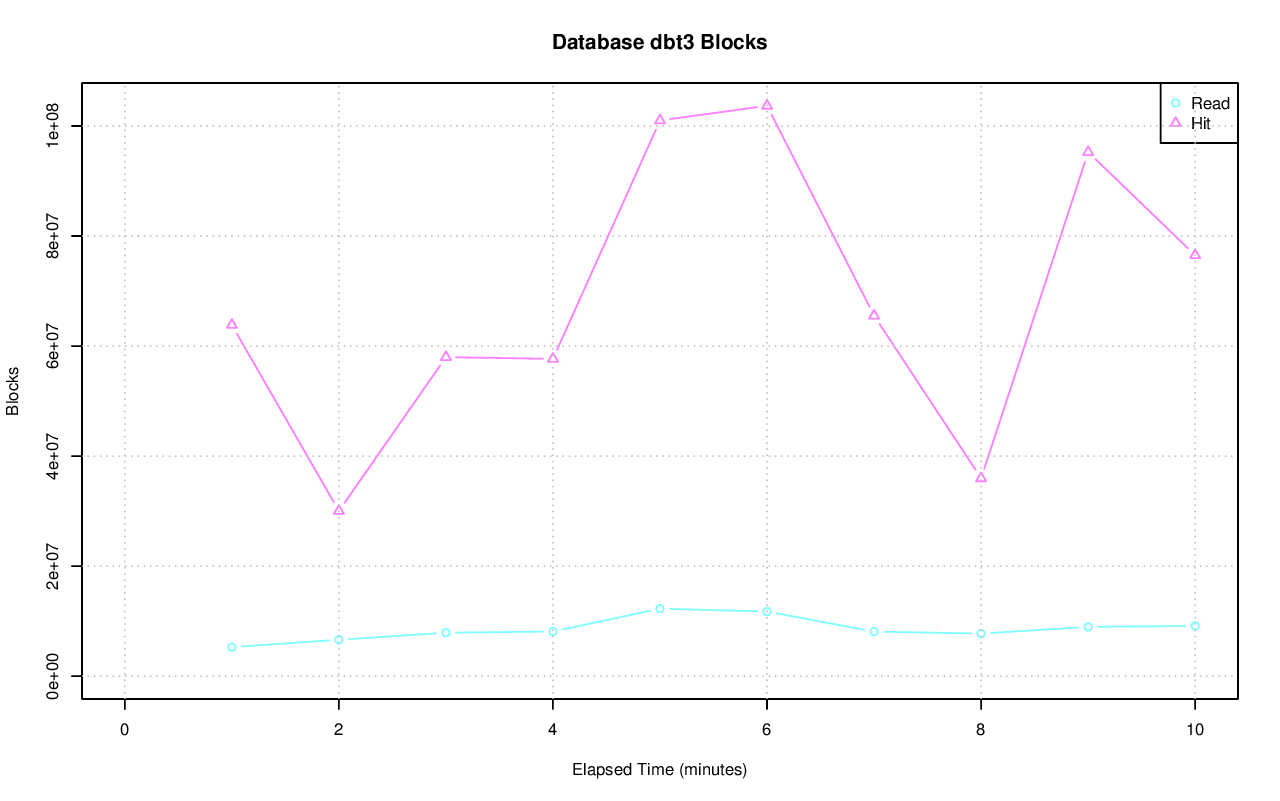 Database dbt3 Blocks
Read
Hit
1e+08
8e+07
6e+07
4e+07
2e+07
0e+00
Blocks
0 2 4 6 8 10
Elapsed Time (minutes)